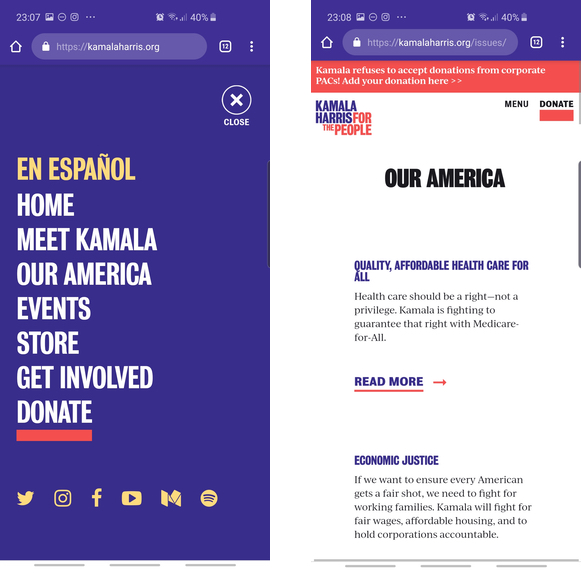 23:07 ... 40%
https://kamalaharris.org
12
CLOSE
EN ESPAÑOL
HOME
MEET KAMALA
OUR AMERICA
EVENTS
STORE
GET INVOLVED
DONATE
23:08 ... 40%
https://kamalaharris.org/issues/
12
Kamala refuses to accept donations from corporate
PACs! Add your donation here >>
KAMALA
HARRIS FOR
THE PEOPLE
MENU DONATE
OUR AMERICA
QUALITY, AFFORDABLE HEALTH CARE FOR
ALL
Health care should be a right—not a
privilege. Kamala is fighting to
guarantee that right with Medicare-
for-All.
READ MORE
ECONOMIC JUSTICE
If we want to ensure every American
gets a fair shot, we need to fight for
working families. Kamala will fight for
fair wages, affordable housing, and to
hold corporations accountable.